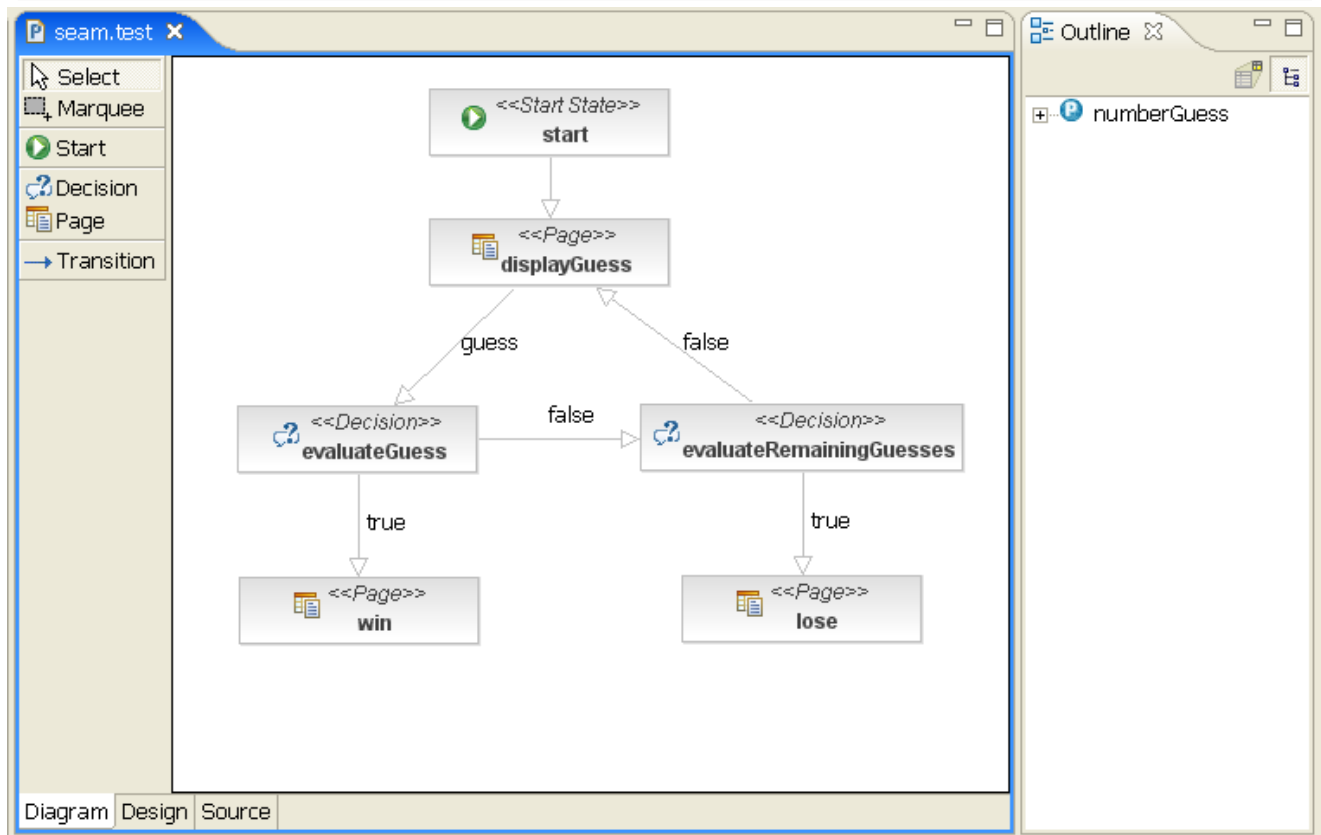 seam.test
Select
Marquee
Start
Decision
Page
Transition
<<Start State>>
start
<<Page>>
displayGuess
guess
false
<<Decision>>
evaluateGuess
false
<<Decision>>
evaluateRemainingGuesses
true
true
<<Page>>
win
<<Page>>
lose
Diagram Design Source
Outline
numberGuess